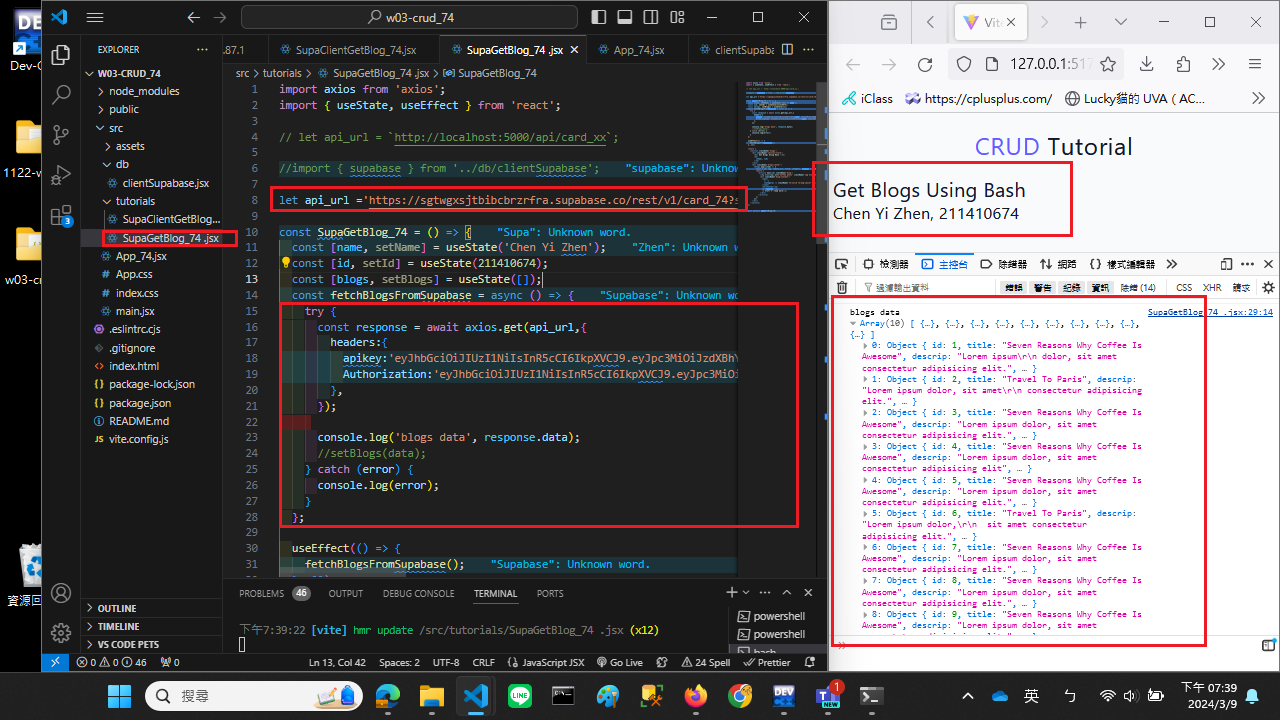 Dev-C
1122-w
w03-c
資源回
w03-crud_74
EXPLORER
W03-CRUD_74
node_modules
public
src
assets
db
clientSupabase.jsx
tutorials
SupaClientGetBlog...
SupaGetBlog_74 .jsx
App_74.jsx
App.css
index.css
main.jsx
.eslintrc.cjs
.gitignore
index.html
package-lock.json
package.json
README.md
vite.config.js
OUTLINE
TIMELINE
VS CODE PETS
3
.87.1
SupaClientGetBlog_74.jsx
SupaGetBlog_74 .jsx
App_74.jsx
clientSupaba
src > tutorials > SupaGetBlog_74 .jsx > SupaGetBlog_74
1 import axios from 'axios';
2 import { useState, useEffect } from 'react';
3
4 // let api_url = `http://localhost:5000/api/card_xx`;
5
6 //import { supabase } from '../db/clientSupabase'; "supabase": Unknow
7
8 let api_url ='https://sgtwgxsjtbibcbrzrfra.supabase.co/rest/v1/card_74?s
9
10 const SupaGetBlog_74 = () => { "Supa": Unknown word.
11 const [name, setName] = useState('Chen Yi Zhen'); "Zhen": Unknown w
12 const [id, setId] = useState(211410674);
13 const [blogs, setBlogs] = useState([]);
14 const fetchBlogsFromSupabase = async () => { "Supabase": Unknown wo
15 try {
16 const response = await axios.get(api_url,{
17 headers:{
18 apikey:'eyJhbGciOiJIUzI1NiIsInR5cCI6IkpXVCJ9.eyJpc3MiOiJzdXBhY
19 Authorization:'eyJhbGciOiJIUzI1NiIsInR5cCI6IkpXVCJ9.eyJpc3MiO
20 },
21 });
22
23 console.log('blogs data', response.data);
24 //setBlogs(data);
25 } catch (error) {
26 console.log(error);
27 }
28 };
29
30 useEffect(() => {
31 fetchBlogsFromSupabase(); "Supabase": Unknown word.
PROBLEMS 46 OUTPUT DEBUG CONSOLE TERMINAL PORTS
下午7:39:22 [vite] hmr update /src/tutorials/SupaGetBlog_74 .jsx (x12)
powershell
powershell
bash
0 0 46 0 Ln 13, Col 42 Spaces: 2 UTF-8 CRLF JavaScript JSX Go Live 24 Spell Prettier
Vite
127.0.0.1:517
iClass https://cplusplus.com/ Lucky貓的 UVA（AC...
CRUD Tutorial
Get Blogs Using Bash
Chen Yi Zhen, 211410674
檢測器 主控台 除錯器 網路 樣式編輯器
過濾輸出資料 錯誤 警告 記錄 資訊 除錯 (14) CSS XHR 請求
blogs data SupaGetBlog_74 .jsx:29:14
Array(10) [ {…}, {…}, {…}, {…}, {…}, {…}, {…}, {…}, {…},
{…} ]
0: Object { id: 1, title: "Seven Reasons Why Coffee Is
Awesome", descrip: "Lorem ipsum\r\n dolor, sit amet
consectetur adipisicing elit.", … }
1: Object { id: 2, title: "Travel To Paris", descrip:
"Lorem ipsum dolor, sit amet\r\n consectetur adipisicing
elit.", … }
2: Object { id: 3, title: "Seven Reasons Why Coffee Is
Awesome", descrip: "Lorem ipsum dolor, sit amet
consectetur adipisicing elit.", … }
3: Object { id: 4, title: "Seven Reasons Why Coffee Is
Awesome", descrip: "Lorem ipsum dolor, sit amet
consectetur adipisicing elit", … }
4: Object { id: 5, title: "Seven Reasons Why Coffee Is
Awesome", descrip: "Lorem ipsum dolor, sit amet
consectetur adipisicing elit.", … }
5: Object { id: 6, title: "Travel To Paris", descrip:
"Lorem ipsum dolor,\r\n sit amet consectetur
adipisicing elit.", … }
6: Object { id: 7, title: "Seven Reasons Why Coffee Is
Awesome", descrip: "Lorem ipsum dolor, sit amet
consectetur adipisicing elit.", … }
7: Object { id: 8, title: "Seven Reasons Why Coffee Is
Awesome", descrip: "Lorem ipsum dolor, sit amet
consectetur adipisicing elit.", … }
8: Object { id: 9, title: "Seven Reasons Why Coffee Is
Awesome", descrip: "Lorem ipsum dolor, sit amet
搜尋
1
英
ㄅ
下午 07:39
2024/3/9